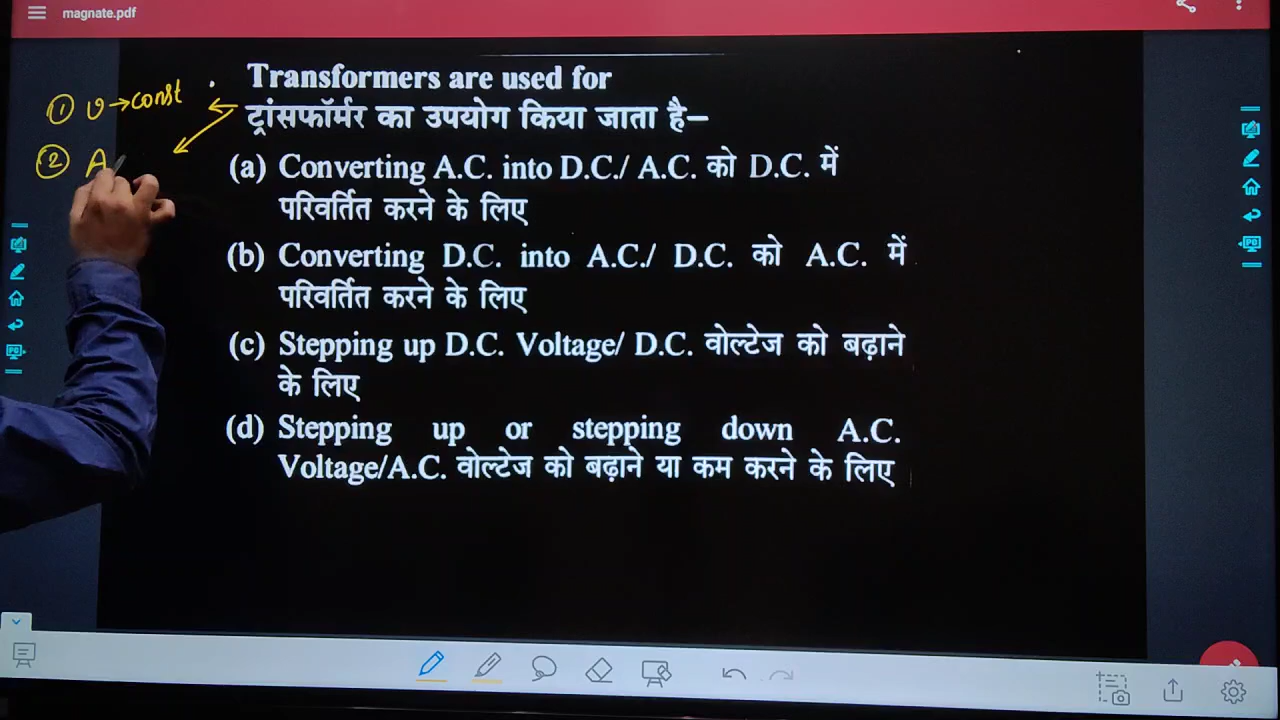 magnate.pdf
Transformers are used for
① ν→const
ट्रांसफॉर्मर का उपयोग किया जाता है–
② A
(a) Converting A.C. into D.C./ A.C. को D.C. में
परिवर्तित करने के लिए
(b) Converting D.C. into A.C./ D.C. को A.C. में
परिवर्तित करने के लिए
(c) Stepping up D.C. Voltage/ D.C. वोल्टेज को बढ़ाने
के लिए
(d) Stepping up or stepping down A.C.
Voltage/A.C. वोल्टेज को बढ़ाने या कम करने के लिए